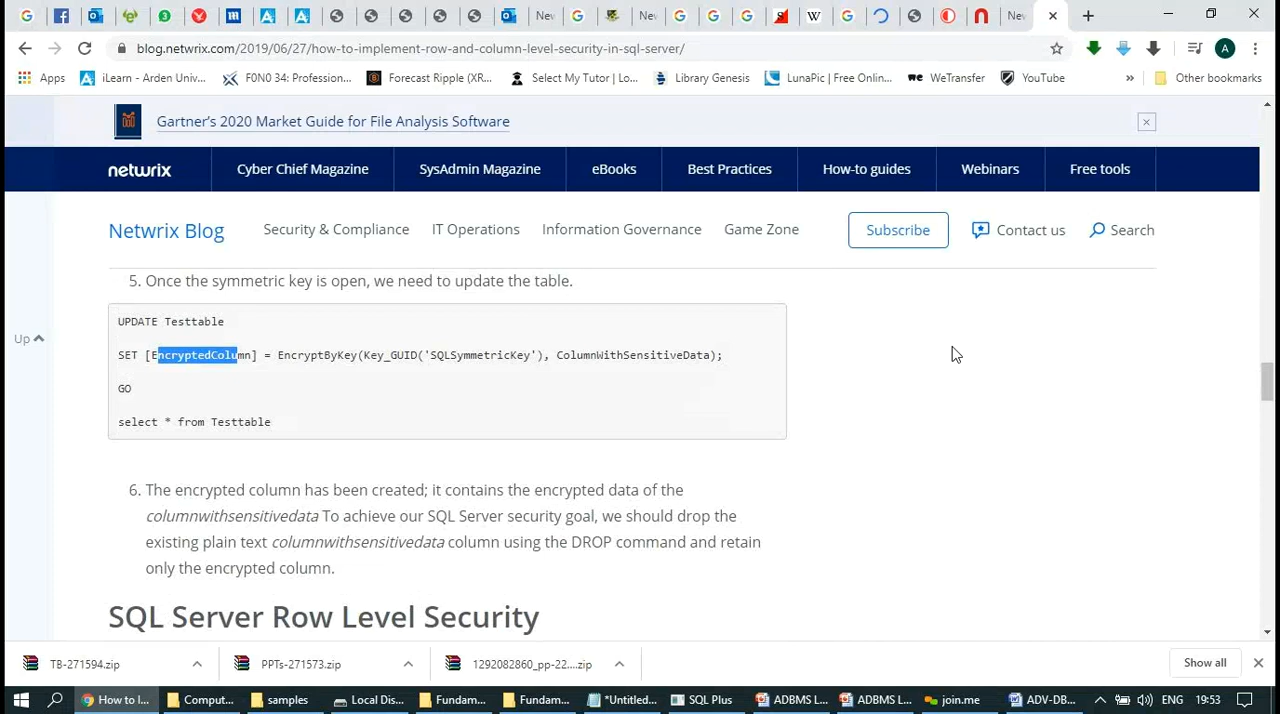 New
New
New
blog.netwrix.com/2019/06/27/how-to-implement-row-and-column-level-security-in-sql-server/
A
Apps
iLearn - Arden Univ...
F0N0 34: Profession...
Forecast Ripple (XR...
Select My Tutor | Lo...
Library Genesis
LunaPic | Free Onlin...
WeTransfer
YouTube
»
Other bookmarks
Gartner's 2020 Market Guide for File Analysis Software
netwrix
Cyber Chief Magazine
SysAdmin Magazine
eBooks
Best Practices
How-to guides
Webinars
Free tools
Netwrix Blog
Security & Compliance
IT Operations
Information Governance
Game Zone
Subscribe
Contact us
Search
5. Once the symmetric key is open, we need to update the table.
UPDATE Testtable
Up
SET [EncryptedColumn] = EncryptByKey(Key_GUID('SQLSymmetricKey'), ColumnWithSensitiveData);
GO
select * from Testtable
6. The encrypted column has been created; it contains the encrypted data of the
columnwithsensitivedata To achieve our SQL Server security goal, we should drop the
existing plain text columnwithsensitivedata column using the DROP command and retain
only the encrypted column.
SQL Server Row Level Security
TB-271594.zip
PPTs-271573.zip
1292082860_pp-22....zip
Show all
How to I...
Comput...
samples
Local Dis...
Fundam...
Fundam...
*Untitled...
SQL Plus
ADBMS L...
ADBMS L...
join.me
ADV-DB...
ENG
19:53